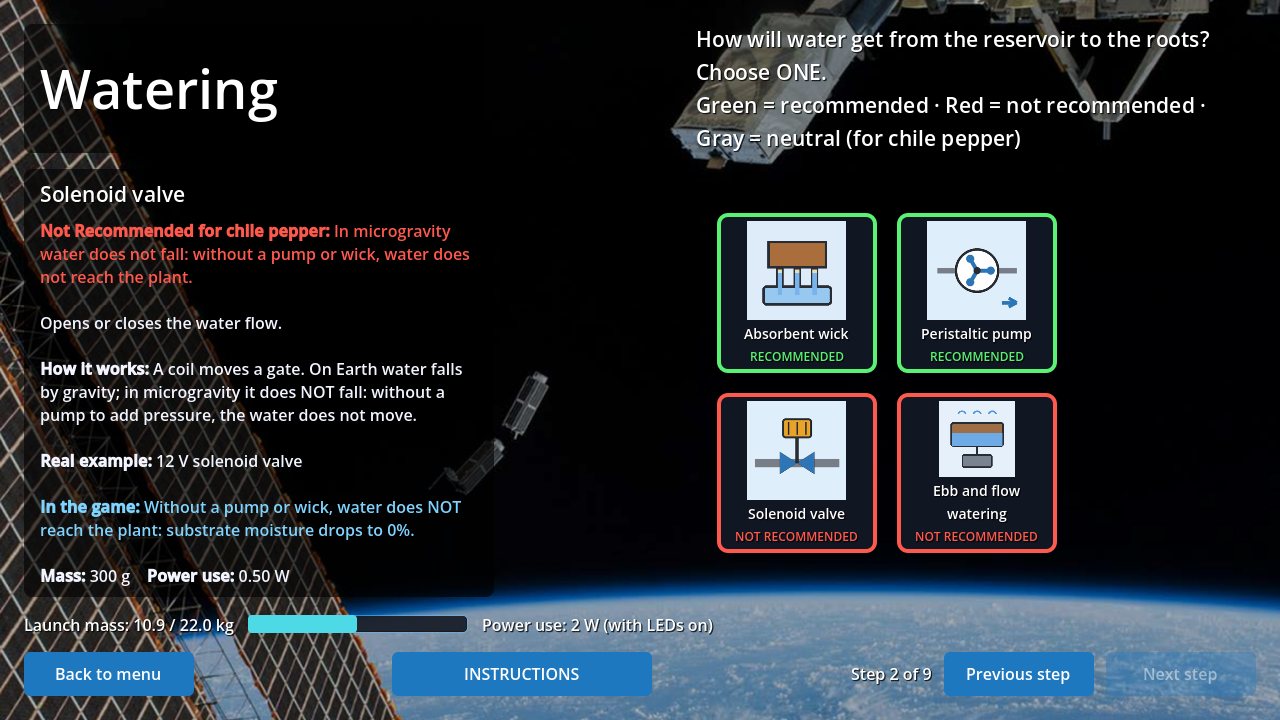 Watering
Solenoid valve
Not Recommended for chile pepper: In microgravity
water does not fall: without a pump or wick, water does
not reach the plant.
Opens or closes the water flow.
How it works: A coil moves a gate. On Earth water falls
by gravity; in microgravity it does NOT fall: without a
pump to add pressure, the water does not move.
Real example: 12 V solenoid valve
In the game: Without a pump or wick, water does NOT
reach the plant: substrate moisture drops to 0%.
Mass: 300 g Power use: 0.50 W
How will water get from the reservoir to the roots?
Choose ONE.
Green = recommended · Red = not recommended ·
Gray = neutral (for chile pepper)
Absorbent wick
RECOMMENDED
Peristaltic pump
RECOMMENDED
Solenoid valve
NOT RECOMMENDED
Ebb and flow
watering
NOT RECOMMENDED
Launch mass: 10.9 / 22.0 kg
Power use: 2 W (with LEDs on)
Back to menu
INSTRUCTIONS
Step 2 of 9
Previous step
Next step